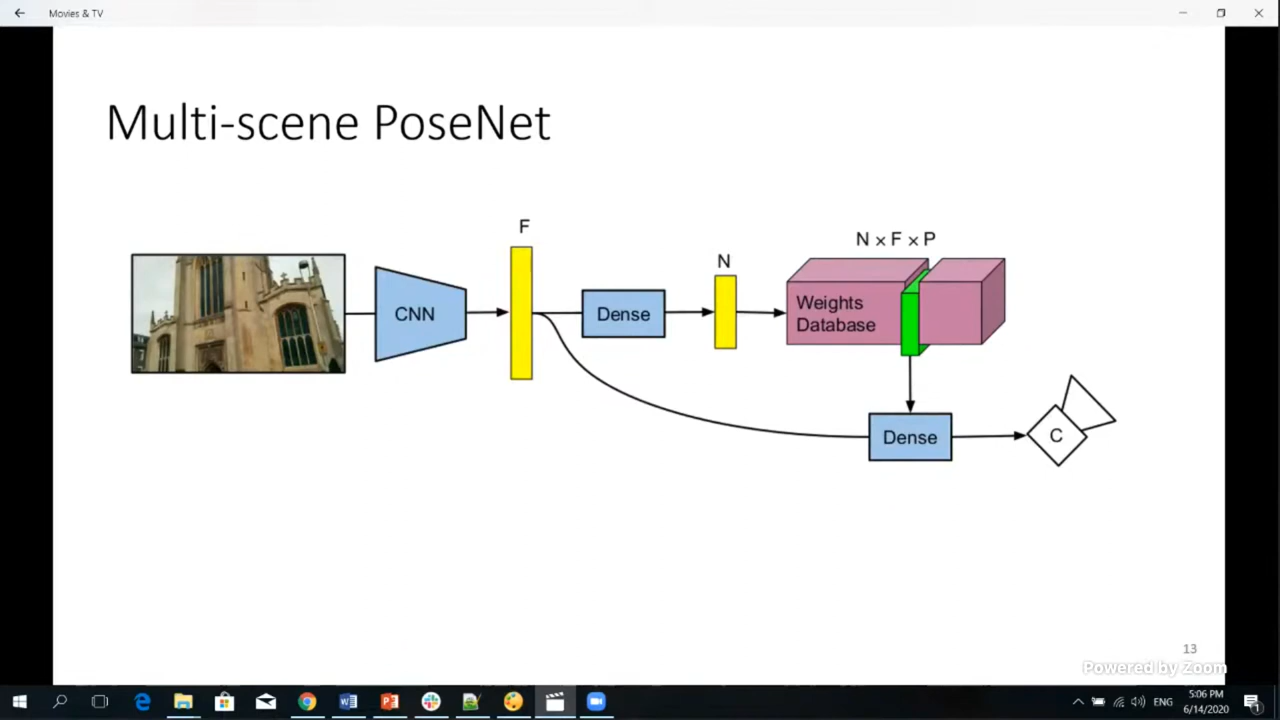 Movies & TV
Multi-scene PoseNet
F
N
N × F × P
CNN
Dense
Weights
Database
Dense
C
13
Powered by Zoom
ENG
5:06 PM
6/14/2020
1